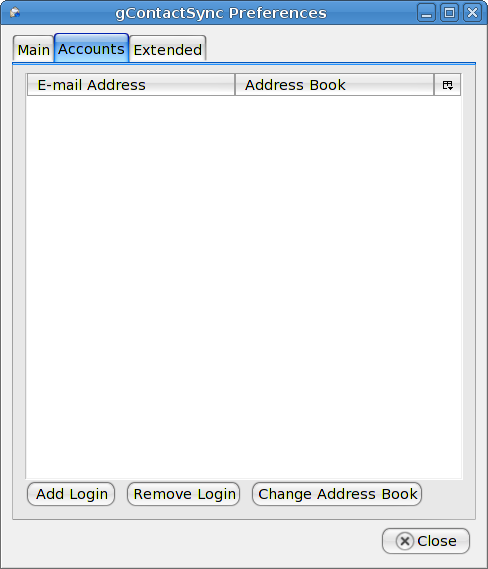 gContactSync Preferences
Main Accounts Extended
E-mail Address Address Book
Add Login Remove Login Change Address Book
Close